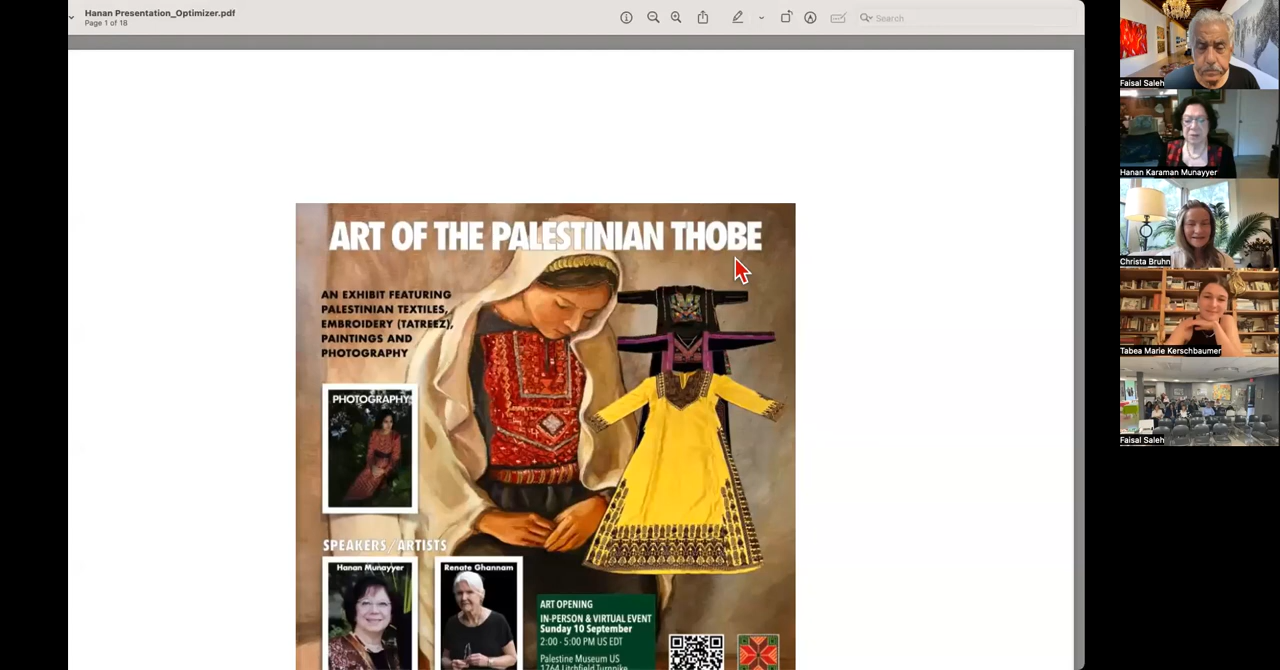 Hanan Presentation_Optimizer.pdf
Page 1 of 18
Search
ART OF THE PALESTINIAN THOBE
AN EXHIBIT FEATURING
PALESTINIAN TEXTILES,
EMBROIDERY (TATREEZ),
PAINTINGS AND
PHOTOGRAPHY
PHOTOGRAPHY
SPEAKERS/ARTISTS
Hanan Munayyer
Renate Ghannam
ART OPENING
IN-PERSON & VIRTUAL EVENT
Sunday 10 September
2:00 - 5:00 PM US EDT
Palestine Museum US
1764 Litchfield Turnpike
Faisal Saleh
Hanan Karaman Munayyer
Christa Bruhn
Tabea Marie Kerschbaumer
Faisal Saleh